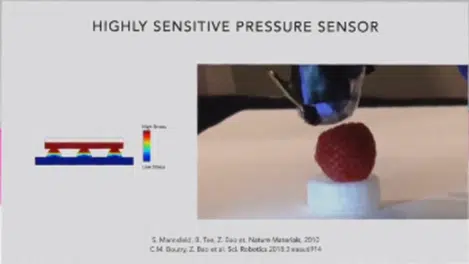 HIGHLY SENSITIVE PRESSURE SENSOR
High Stress
Low Stress
S. Mannsfeld, B. Tee, Z. Bao et. Nature Materials, 2010
C.M. Boutry, Z. Bao et al. Sci. Robotics 2018 3